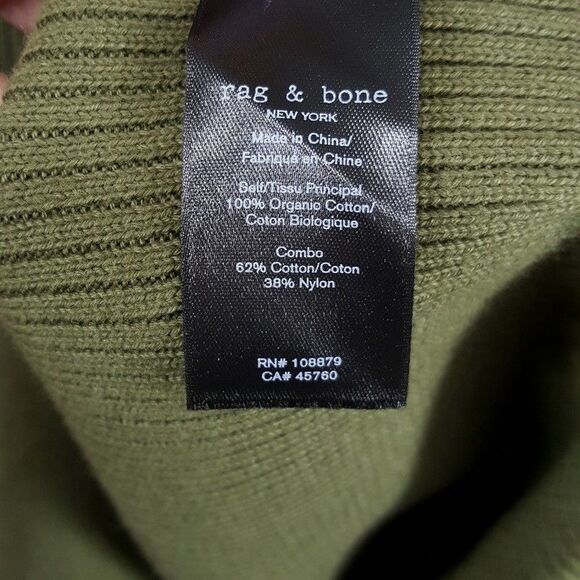 rag & bone
NEW YORK
Made in China/
Fabriqué en Chine
Self/Tissu Principal
100% Organic Cotton/
Coton Biologique
Combo
62% Cotton/Coton
38% Nylon
RN# 108879
CA# 45760